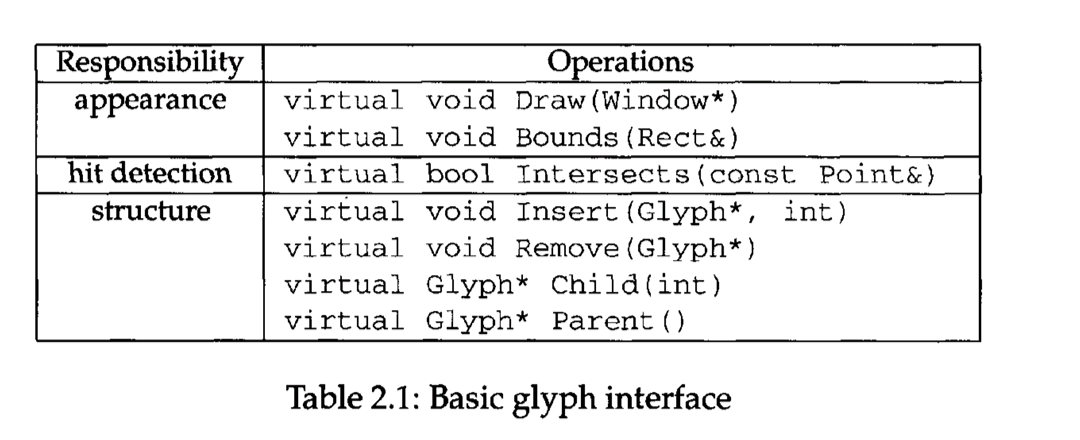 Responsibility Operations
appearance virtual void Draw(Window*)
virtual void Bounds(Rect&)
hit detection virtual bool Intersects(const Point&)
structure virtual void Insert(Glyph*, int)
virtual void Remove(Glyph*)
virtual Glyph* Child(int)
virtual Glyph* Parent()
Table 2.1: Basic glyph interface